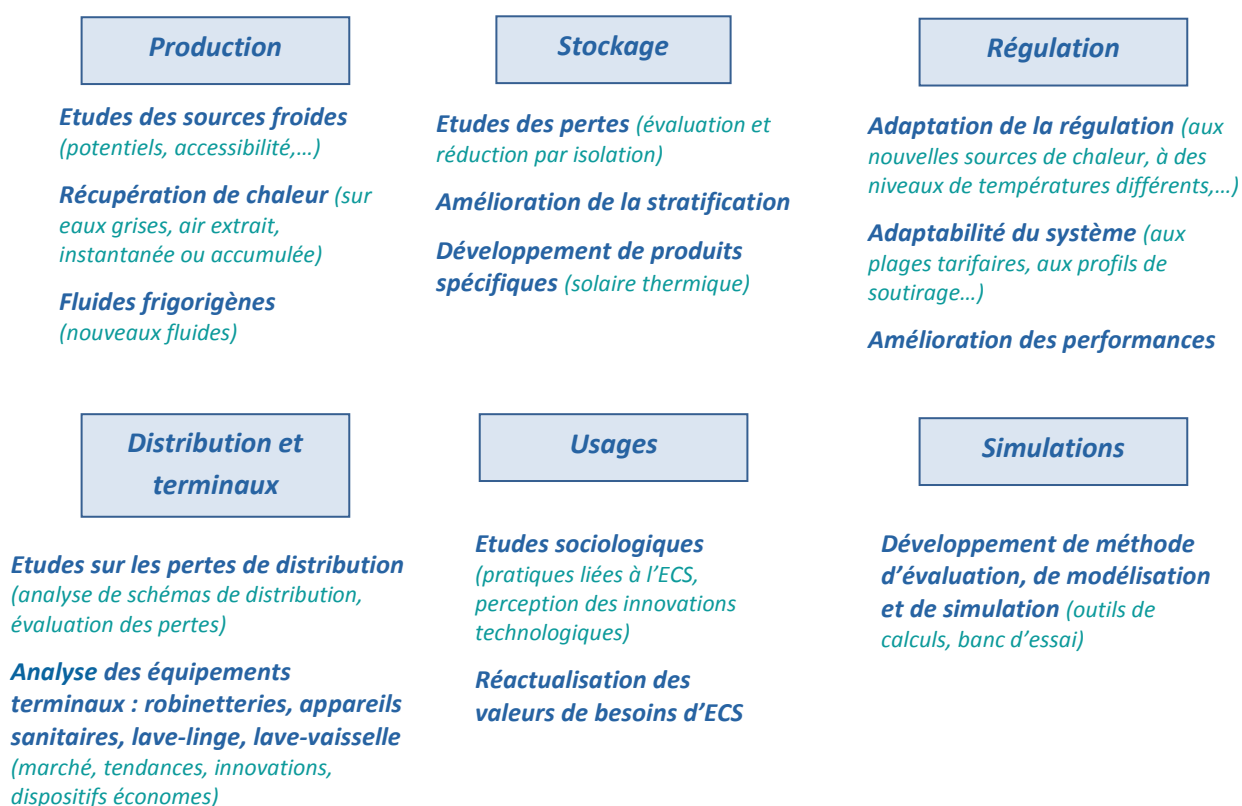 Production
Etudes des sources froides
(potentiels, accessibilité,…)
Récupération de chaleur (sur
eaux grises, air extrait,
instantanée ou accumulée)
Fluides frigorigènes
(nouveaux fluides)
Stockage
Etudes des pertes (évaluation et
réduction par isolation)
Amélioration de la stratification
Développement de produits
spécifiques (solaire thermique)
Régulation
Adaptation de la régulation (aux
nouvelles sources de chaleur, à des
niveaux de températures différents,…)
Adaptabilité du système (aux
plages tarifaires, aux profils de
soutirage…)
Amélioration des performances
Distribution et
terminaux
Etudes sur les pertes de distribution
(analyse de schémas de distribution,
évaluation des pertes)
Analyse des équipements
terminaux : robinetteries, appareils
sanitaires, lave-linge, lave-vaisselle
(marché, tendances, innovations,
dispositifs économes)
Usages
Etudes sociologiques
(pratiques liées à l’ECS,
perception des innovations
technologiques)
Réactualisation des
valeurs de besoins d’ECS
Simulations
Développement de méthode
d’évaluation, de modélisation
et de simulation (outils de
calculs, banc d’essai)